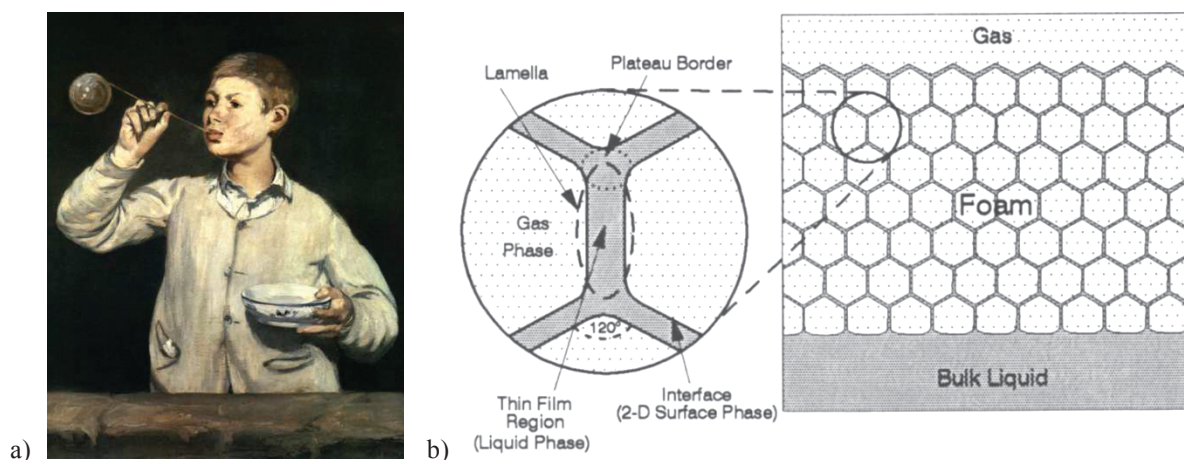 a)
b)
Lamella
Plateau Border
Gas
Phase
120°
Thin Film
Region
(Liquid Phase)
Interface
(2-D Surface Phase)
Gas
Foam
Bulk Liquid